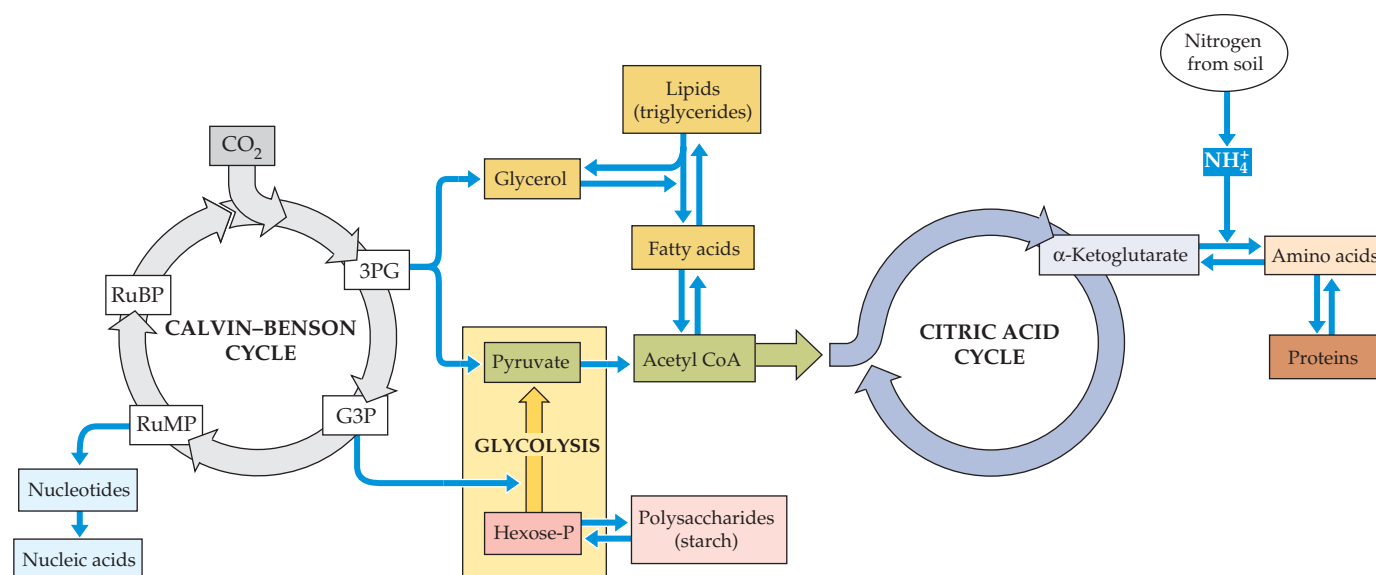 Nitrogen
from soil
Lipids
(triglycerides)
CO₂
NH₄⁺
Glycerol
Fatty acids
α-Ketoglutarate
Amino acids
3PG
RuBP
CALVIN–BENSON
CYCLE
CITRIC ACID
CYCLE
Pyruvate
Acetyl CoA
Proteins
RuMP
G3P
GLYCOLYSIS
Nucleotides
Hexose-P
Polysaccharides
(starch)
Nucleic acids